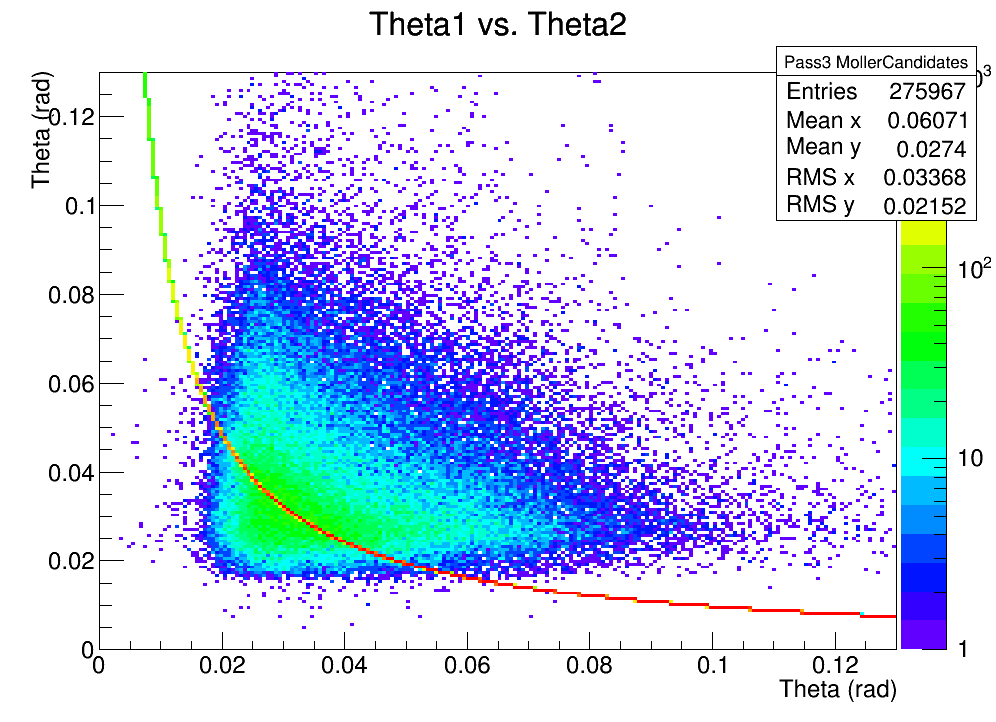 Theta1 vs. Theta2
Pass3 MollerCandidates
Entries 275967
Mean x 0.06071
Mean y 0.0274
RMS x 0.03368
RMS y 0.02152
Theta (rad)
0.12
0.1
0.08
0.06
0.04
0.02
0
0 0.02 0.04 0.06 0.08 0.1 0.12
Theta (rad)
10²
10
1